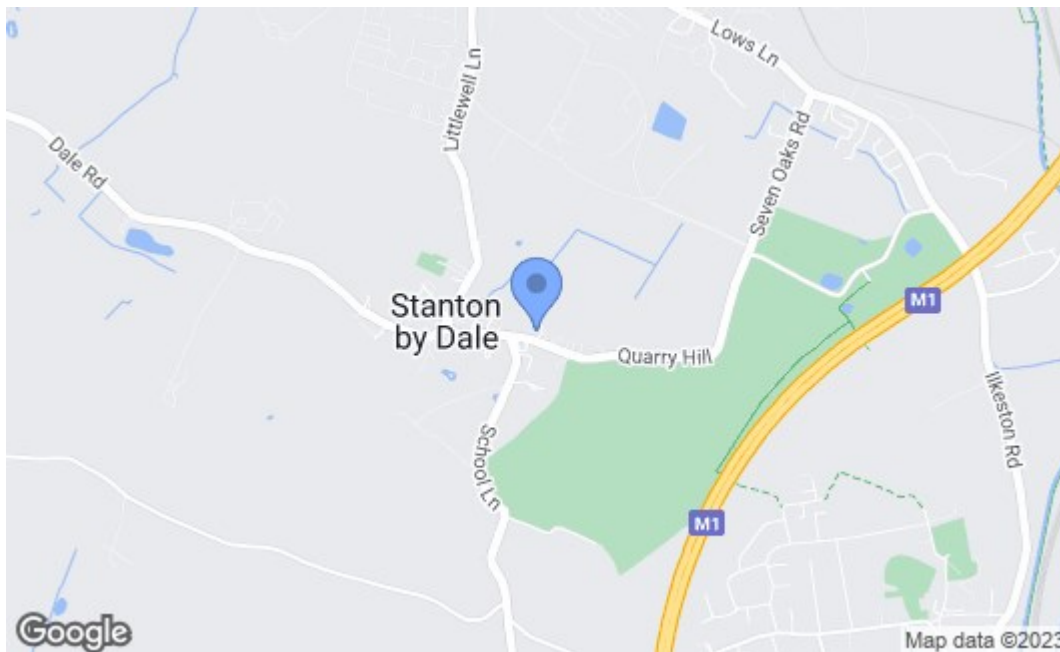 Lows Ln
Littlewell Ln
Dale Rd
Seven Oaks Rd
Stanton
by Dale
M1
Quarry Hill
Ilkeston Rd
School Ln
M1
Google
Map data ©2023